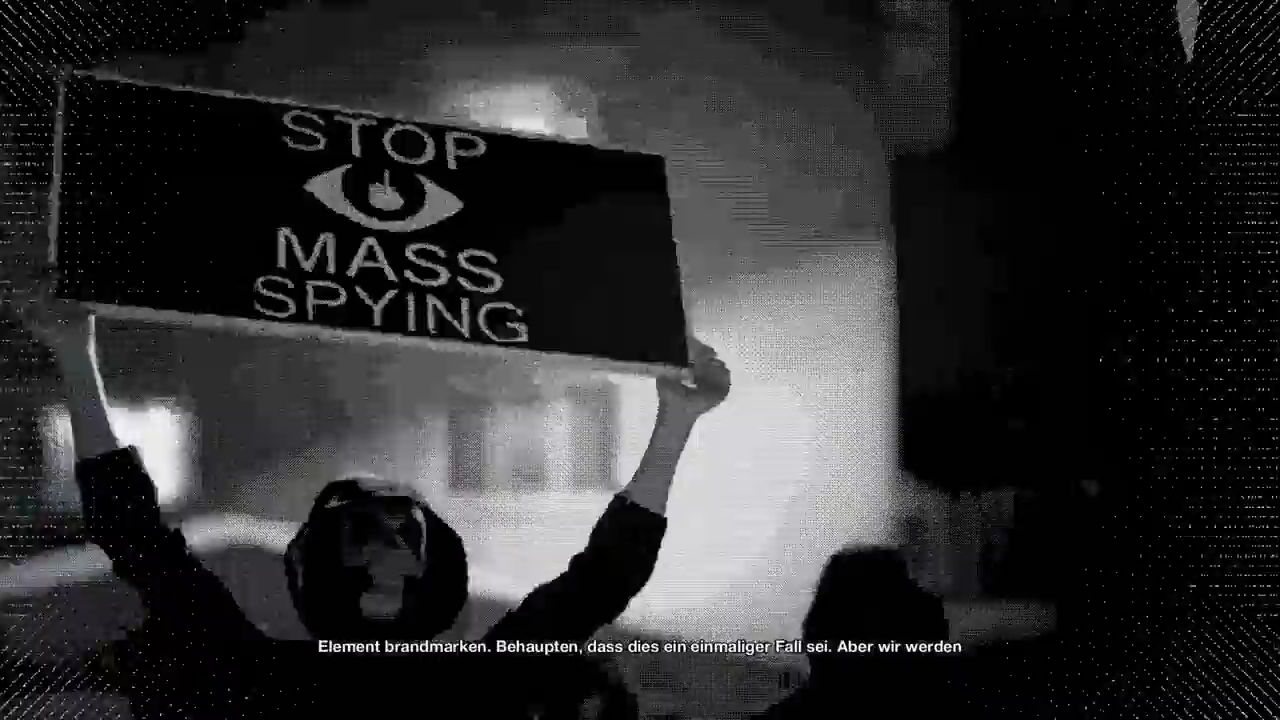 STOP
MASS
SPYING
Element brandmarken. Behaupten, dass dies ein einmaliger Fall sei. Aber wir werden